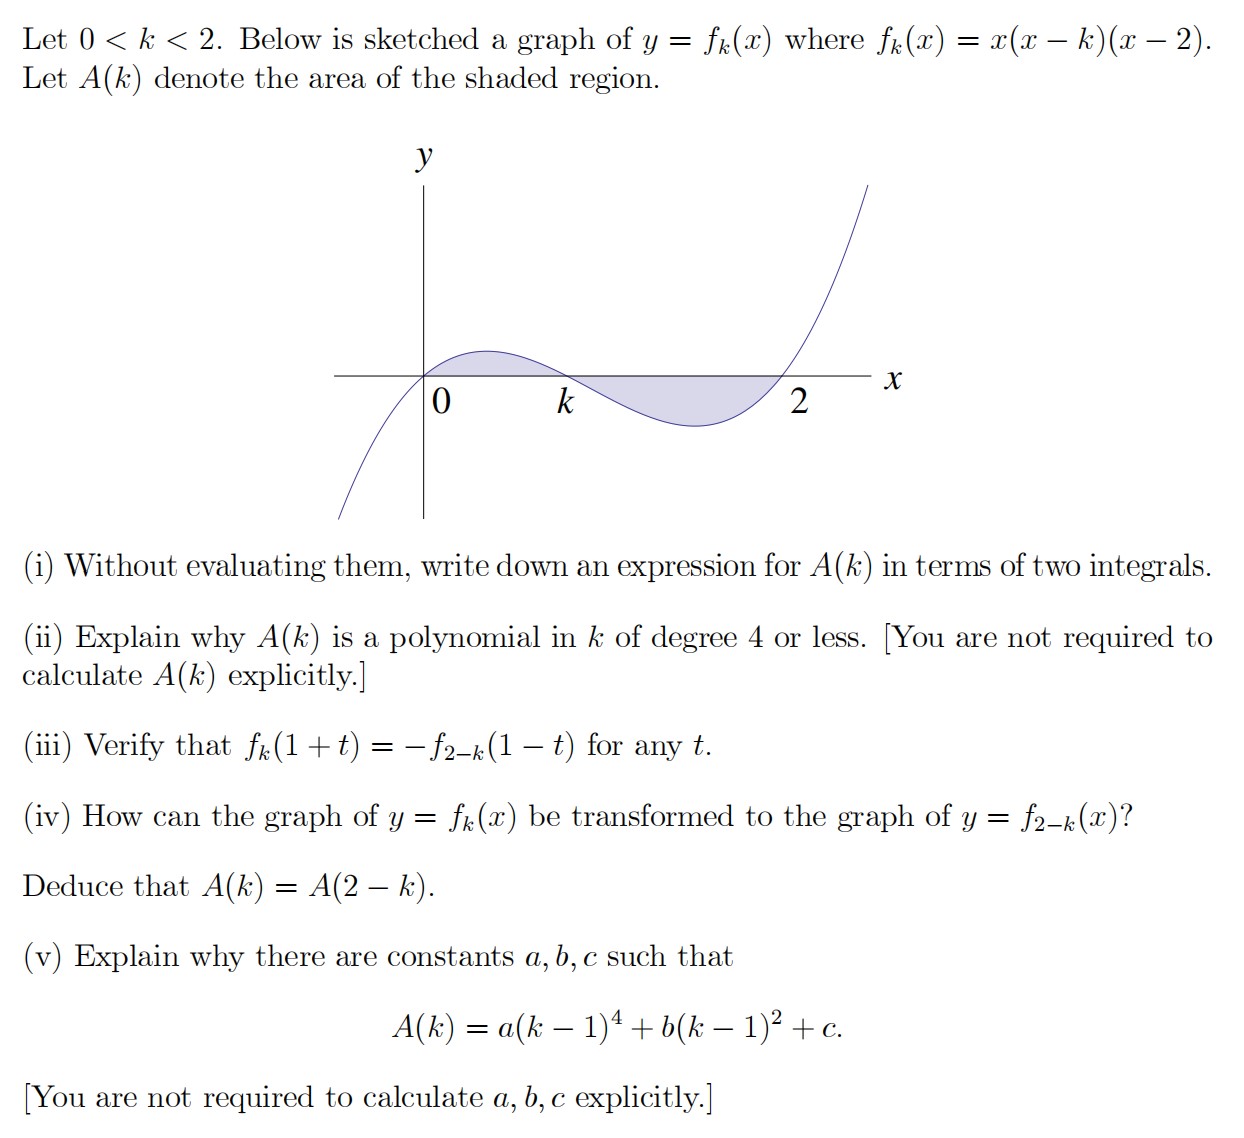 Let 0 < k < 2. Below is sketched a graph of y = f_k(x) where f_k(x) = x(x − k)(x − 2).
Let A(k) denote the area of the shaded region.
y
x
0
k
2
(i) Without evaluating them, write down an expression for A(k) in terms of two integrals.
(ii) Explain why A(k) is a polynomial in k of degree 4 or less. [You are not required to
calculate A(k) explicitly.]
(iii) Verify that f_k(1 + t) = −f_{2−k}(1 − t) for any t.
(iv) How can the graph of y = f_k(x) be transformed to the graph of y = f_{2−k}(x)?
Deduce that A(k) = A(2 − k).
(v) Explain why there are constants a, b, c such that
A(k) = a(k − 1)^4 + b(k − 1)^2 + c.
[You are not required to calculate a, b, c explicitly.]